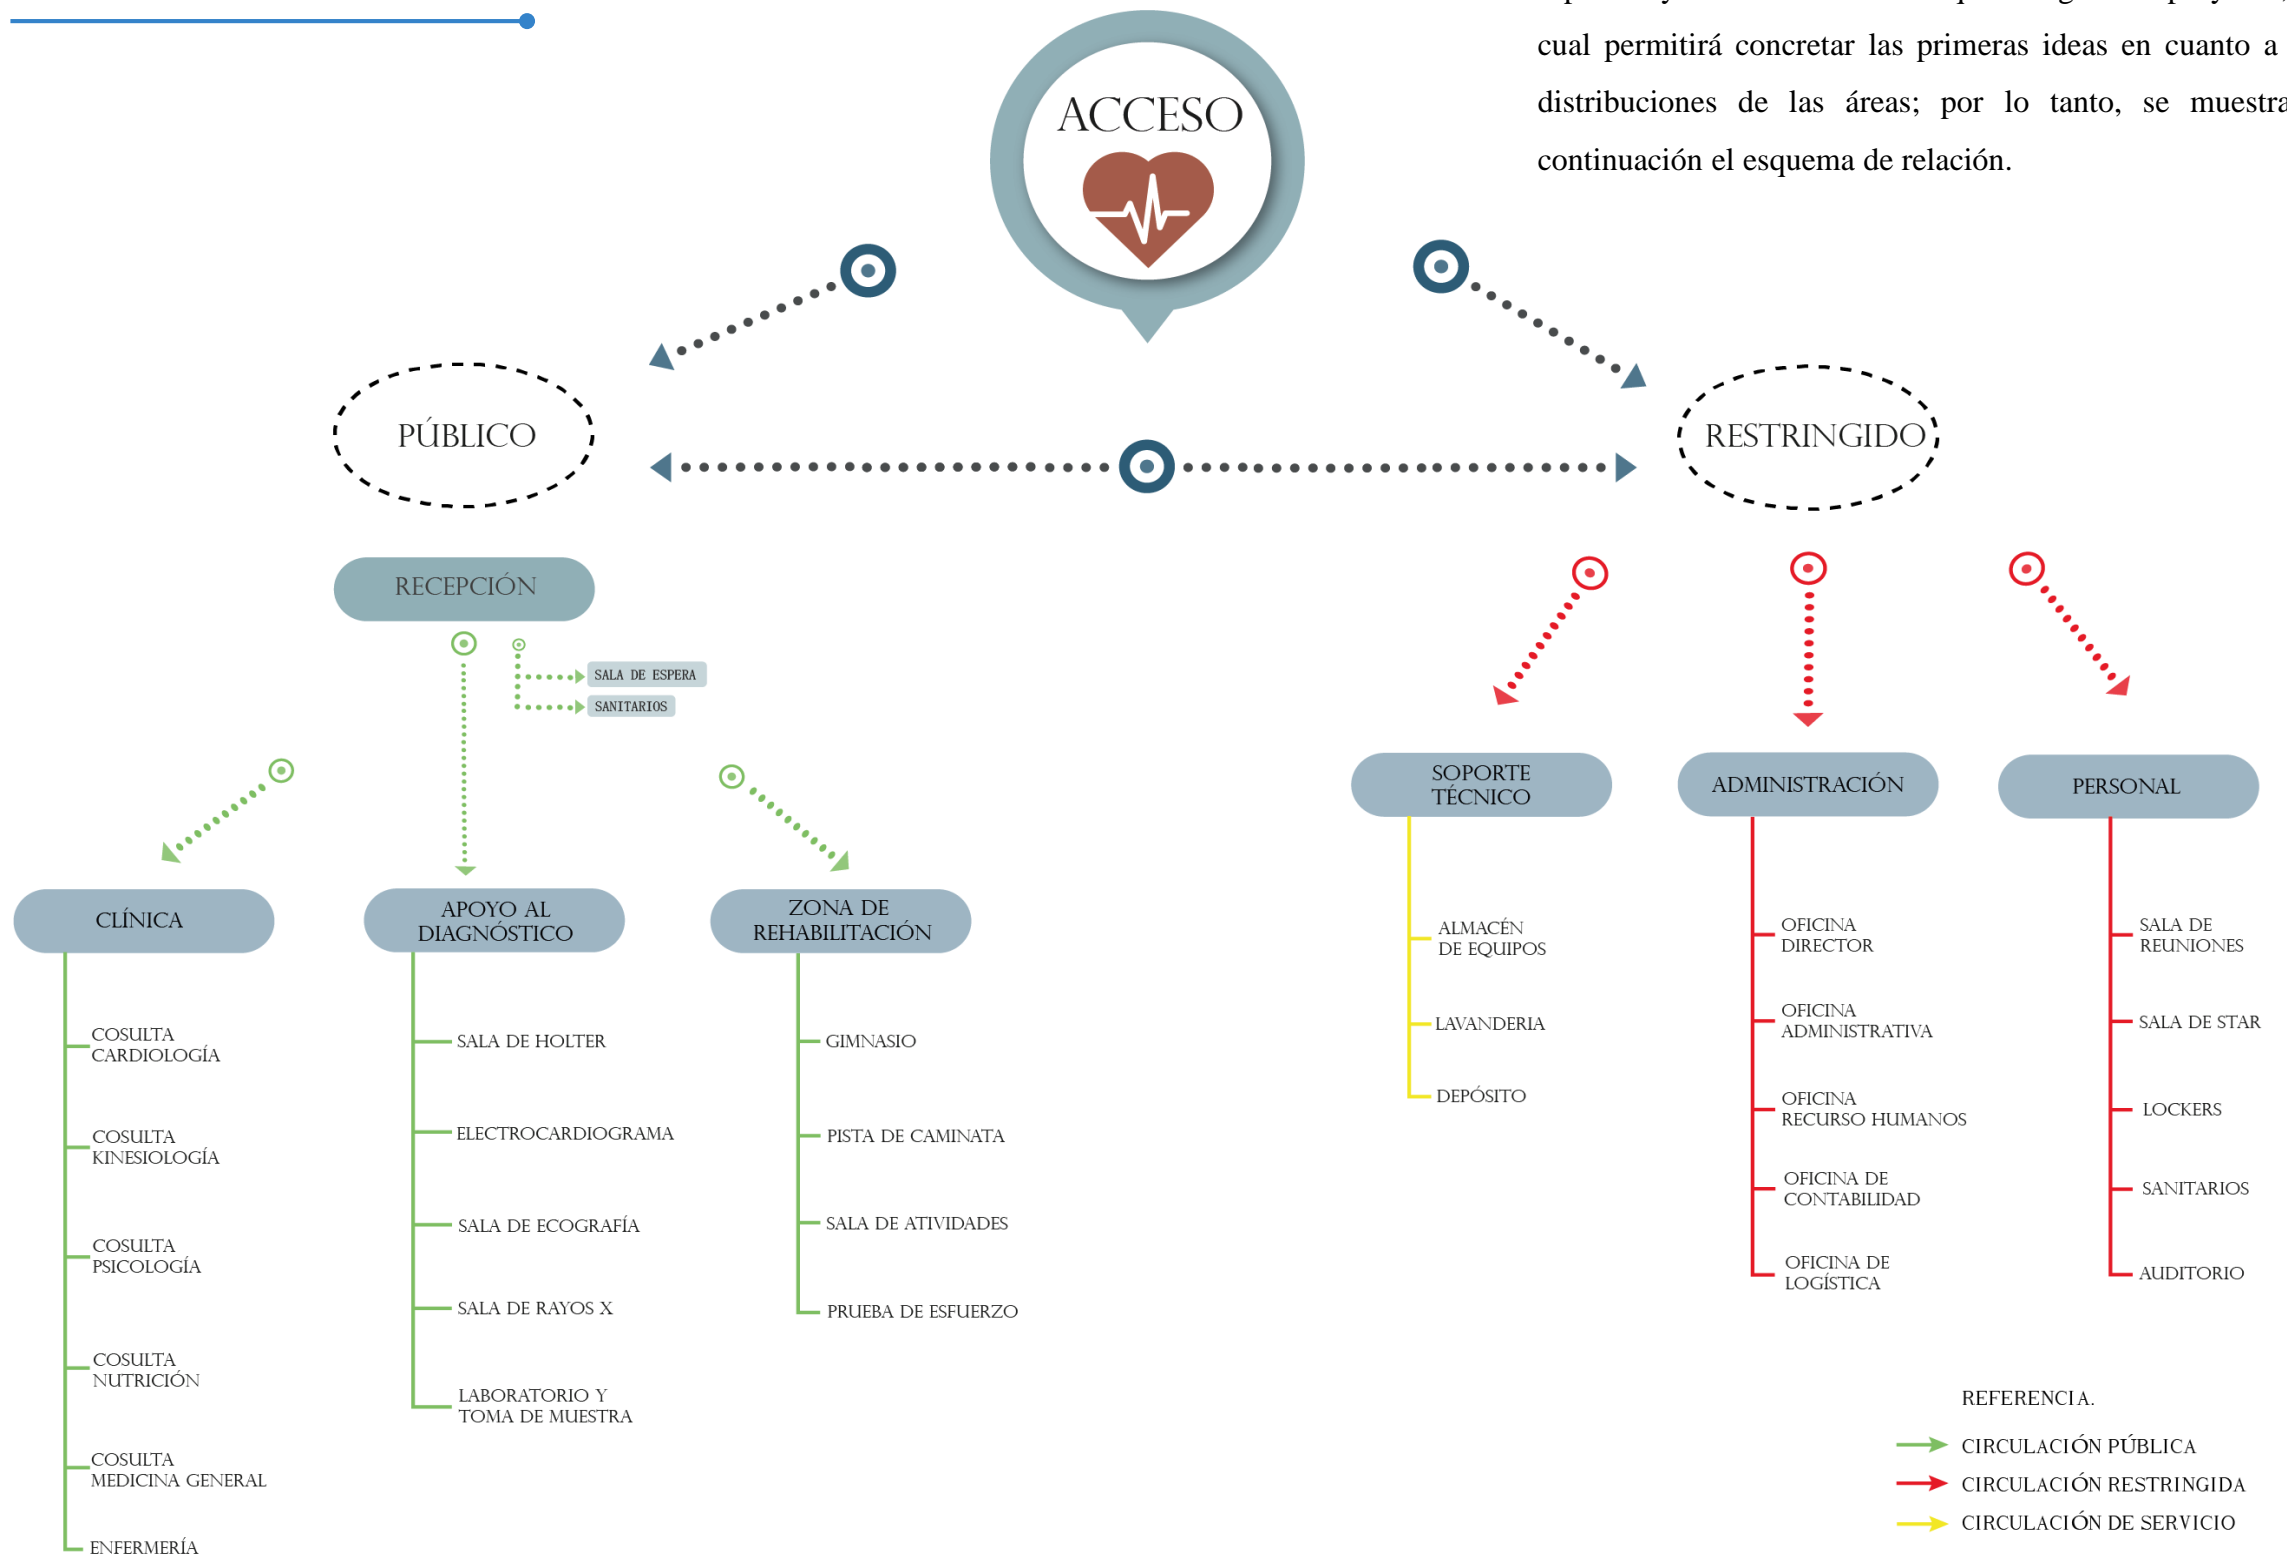 cual permitirá concretar las primeras ideas en cuanto a
distribuciones de las áreas; por lo tanto, se muestra
continuación el esquema de relación.
ACCESO
PÚBLICO
RESTRINGIDO
RECEPCIÓN
SALA DE ESPERA
SANITARIOS
CLÍNICA
COSULTA
CARDIOLOGÍA
COSULTA
KINESIOLOGÍA
COSULTA
PSICOLOGÍA
COSULTA
NUTRICIÓN
COSULTA
MEDICINA GENERAL
ENFERMERÍA
APOYO AL
DIAGNÓSTICO
SALA DE HOLTER
ELECTROCARDIOGRAMA
SALA DE ECOGRAFÍA
SALA DE RAYOS X
LABORATORIO Y
TOMA DE MUESTRA
ZONA DE
REHABILITACIÓN
GIMNASIO
PISTA DE CAMINATA
SALA DE ATIVIDADES
PRUEBA DE ESFUERZO
SOPORTE
TÉCNICO
ALMACÉN
DE EQUIPOS
LAVANDERIA
DEPÓSITO
ADMINISTRACIÓN
OFICINA
DIRECTOR
OFICINA
ADMINISTRATIVA
OFICINA
RECURSO HUMANOS
OFICINA DE
CONTABILIDAD
OFICINA DE
LOGÍSTICA
PERSONAL
SALA DE
REUNIONES
SALA DE STAR
LOCKERS
SANITARIOS
AUDITORIO
REFERENCIA.
CIRCULACIÓN PÚBLICA
CIRCULACIÓN RESTRINGIDA
CIRCULACIÓN DE SERVICIO